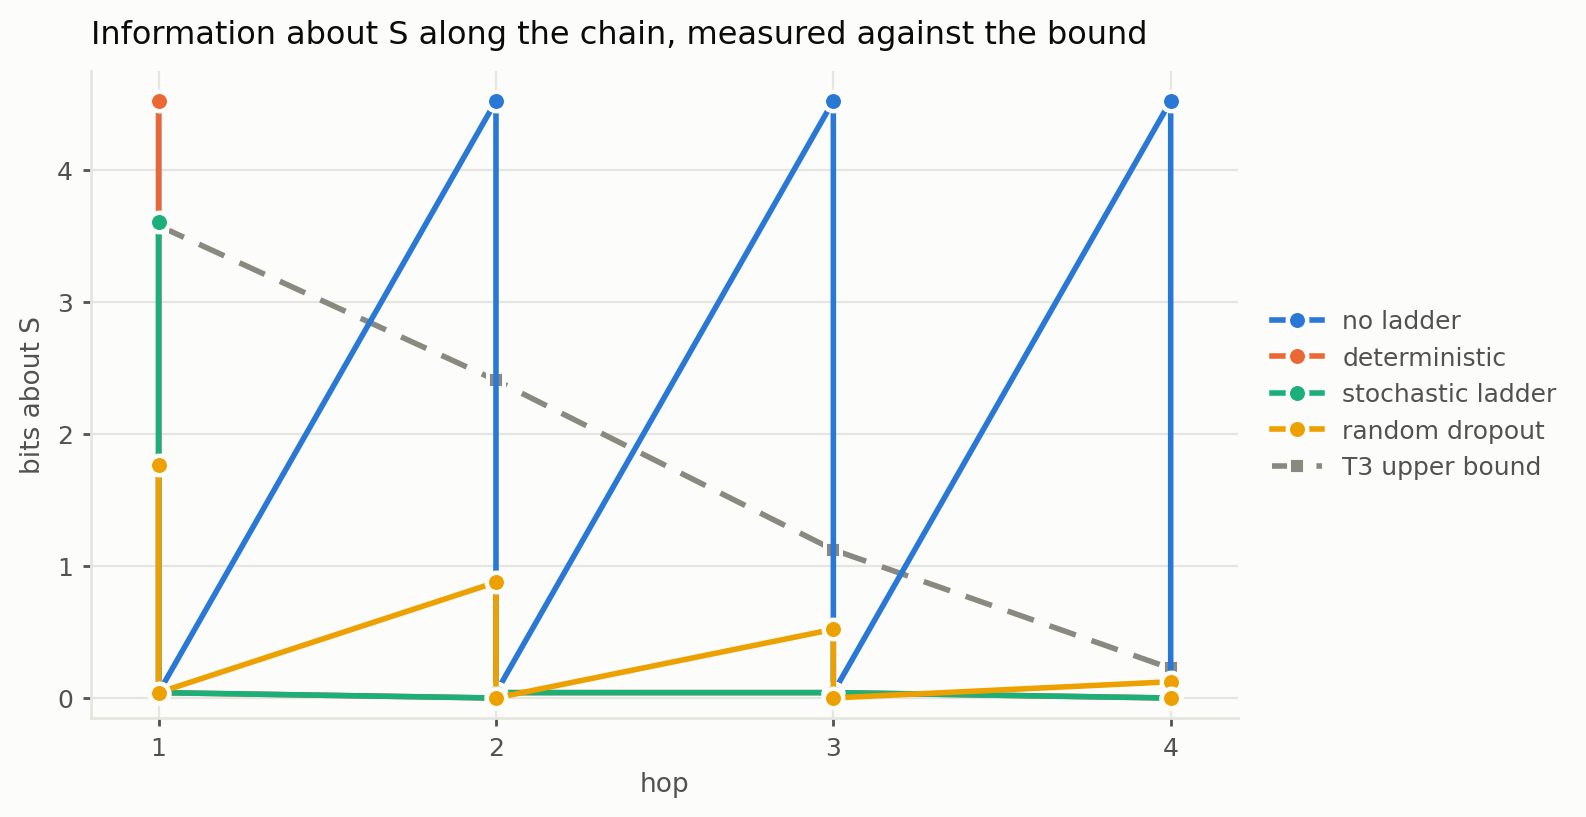 Information about S along the chain, measured against the bound
bits about S
4
3
2
1
0
1 2 3 4
hop
no ladder
deterministic
stochastic ladder
random dropout
T3 upper bound